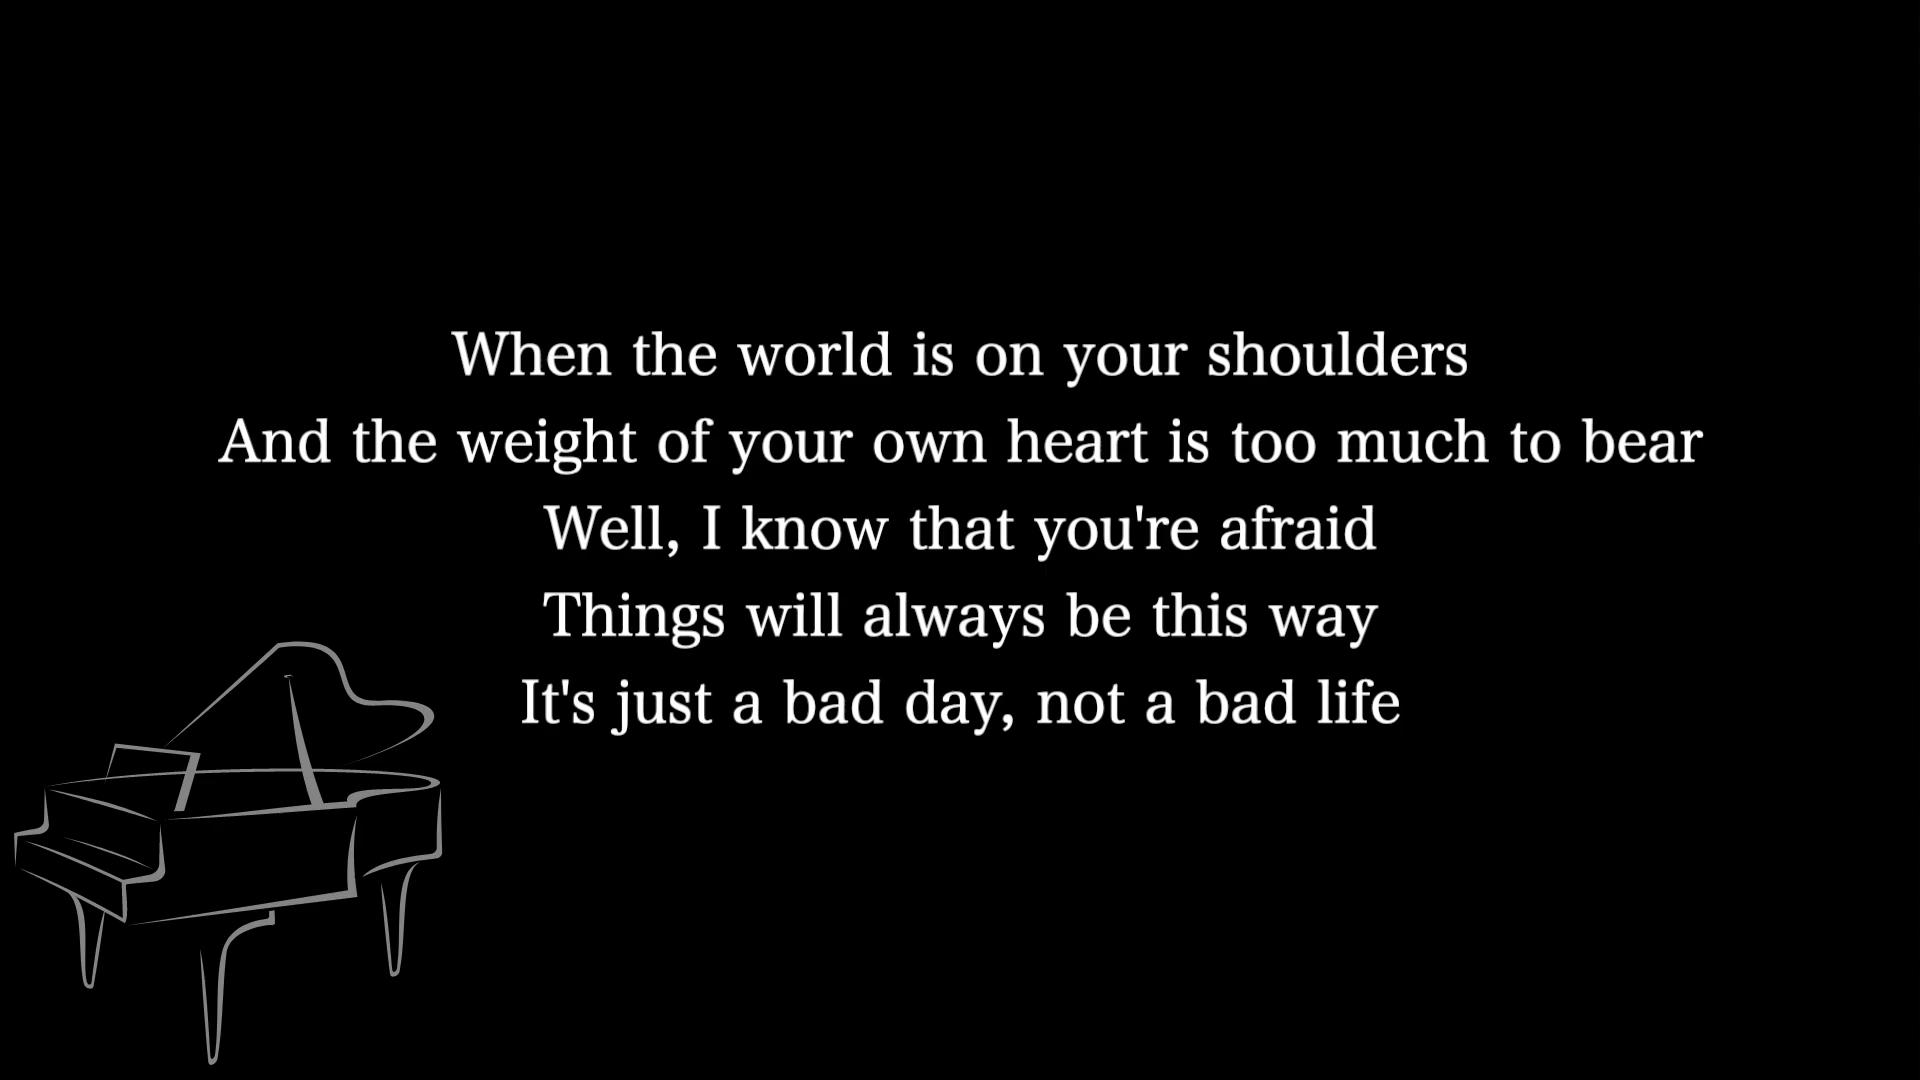 When the world is on your shoulders
And the weight of your own heart is too much to bear
Well, I know that you're afraid
Things will always be this way
It's just a bad day, not a bad life